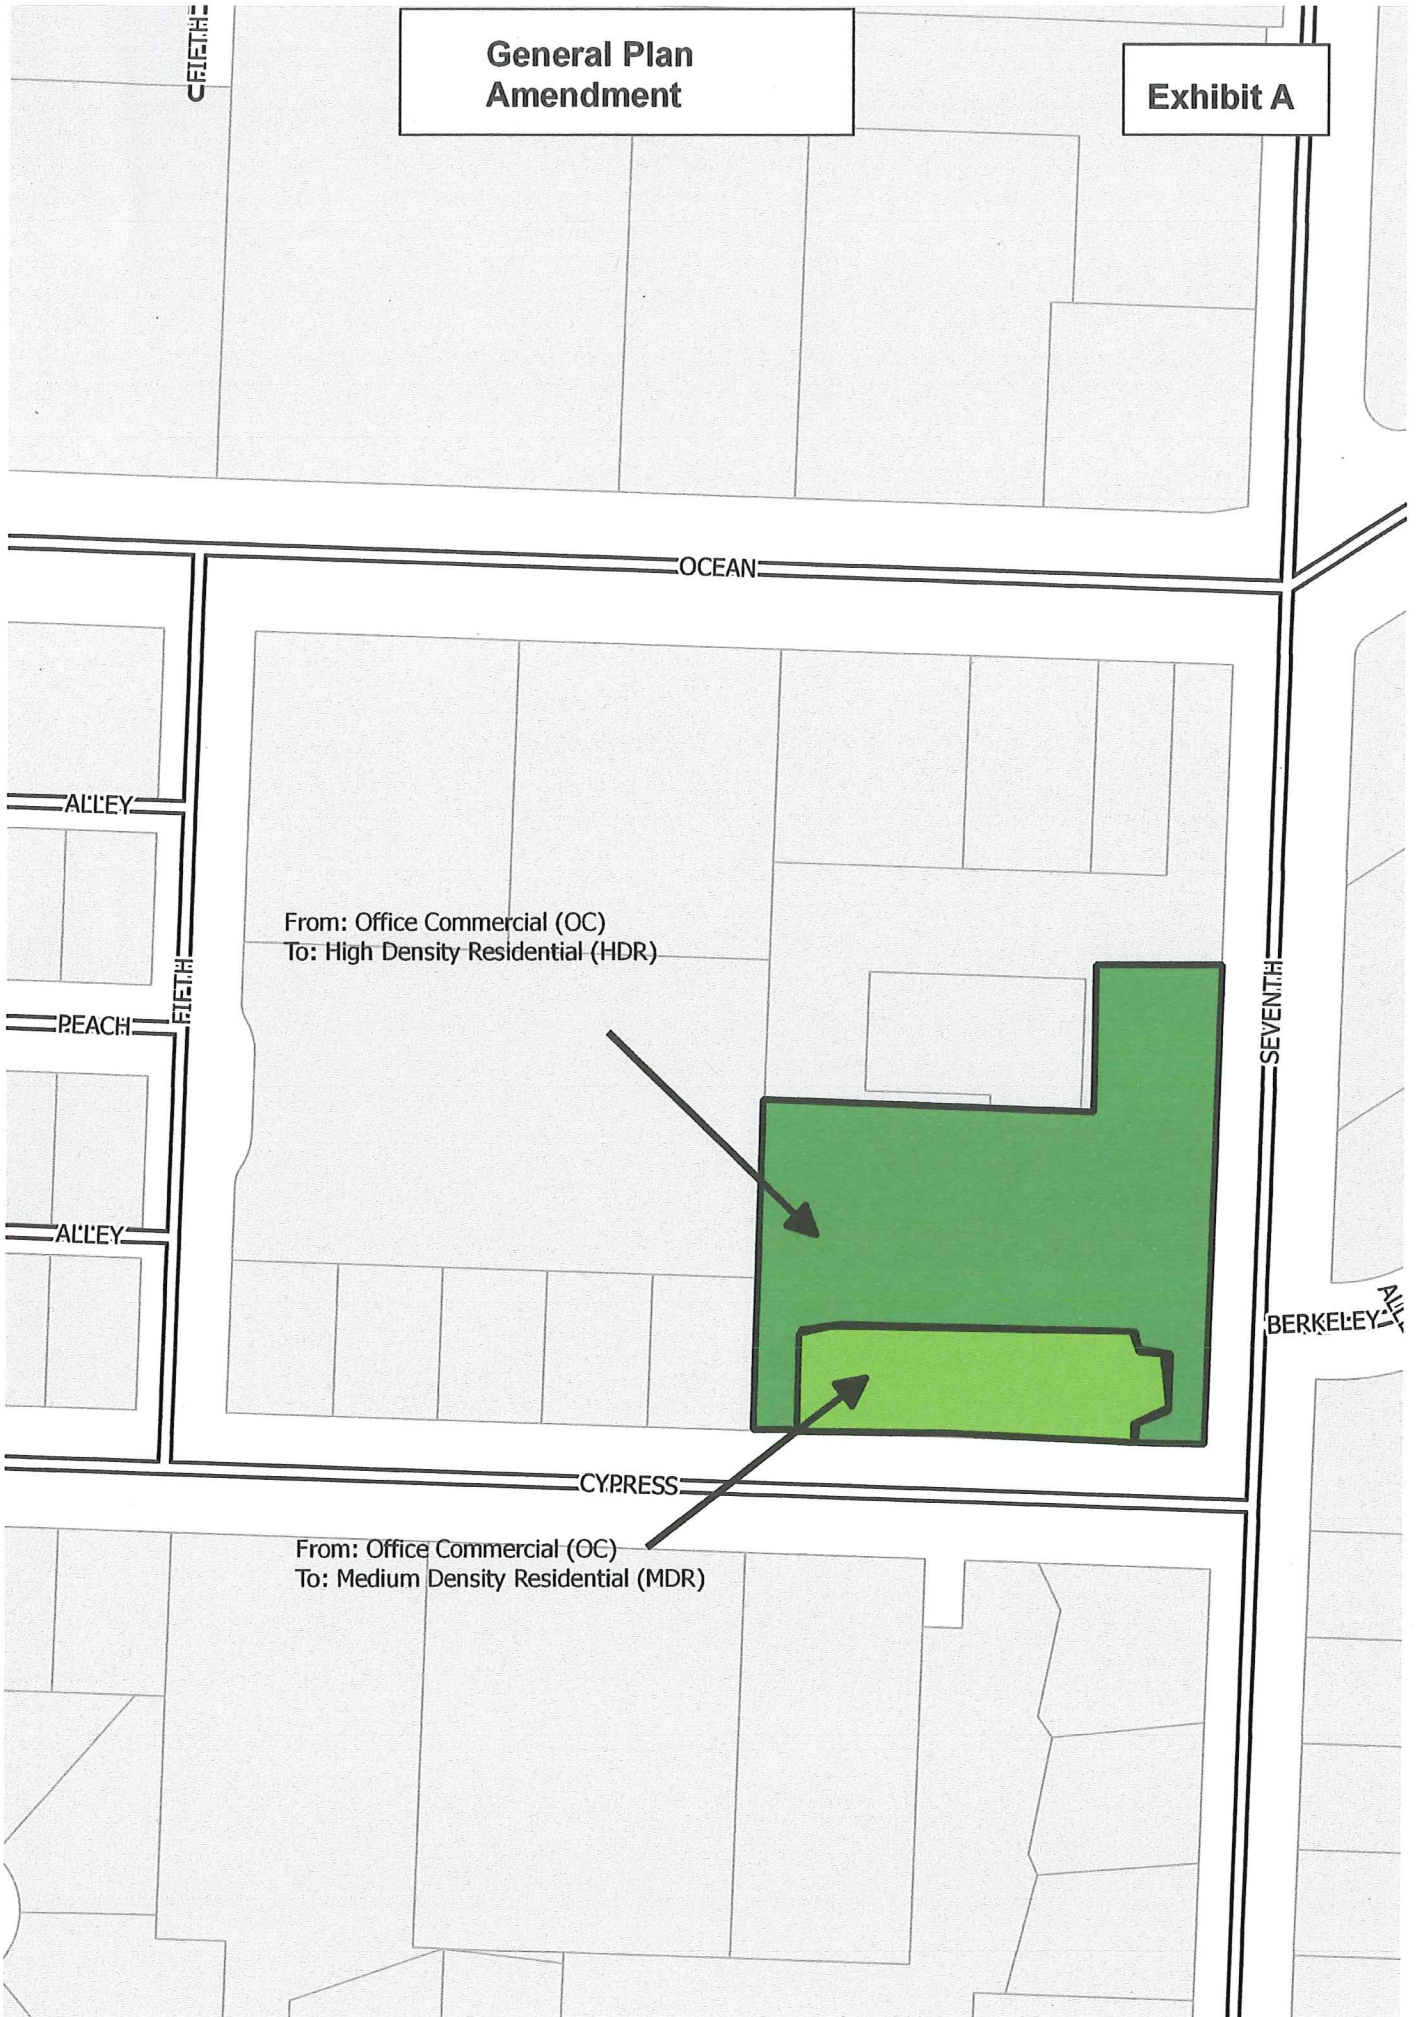 FIFTH
General Plan
Amendment
Exhibit A
OCEAN
ALLEY
From: Office Commercial (OC)
To: High Density Residential (HDR)
FIFTH
SEVENTH
PEACH
ALLEY
BERKELEY
CYPRESS
From: Office Commercial (OC)
To: Medium Density Residential (MDR)